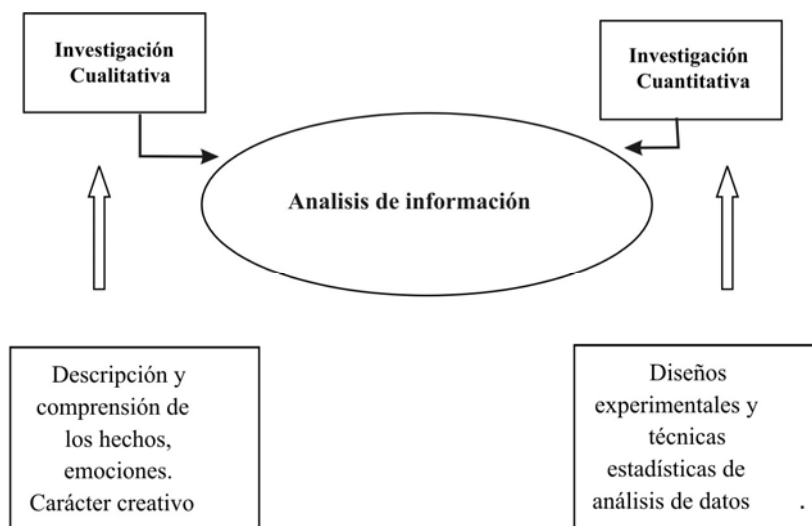 Investigación
Cualitativa
Investigación
Cuantitativa
Analisis de información
Descripción y
comprensión de
los hechos,
emociones.
Carácter creativo
Diseños
experimentales y
técnicas
estadísticas de
análisis de datos .